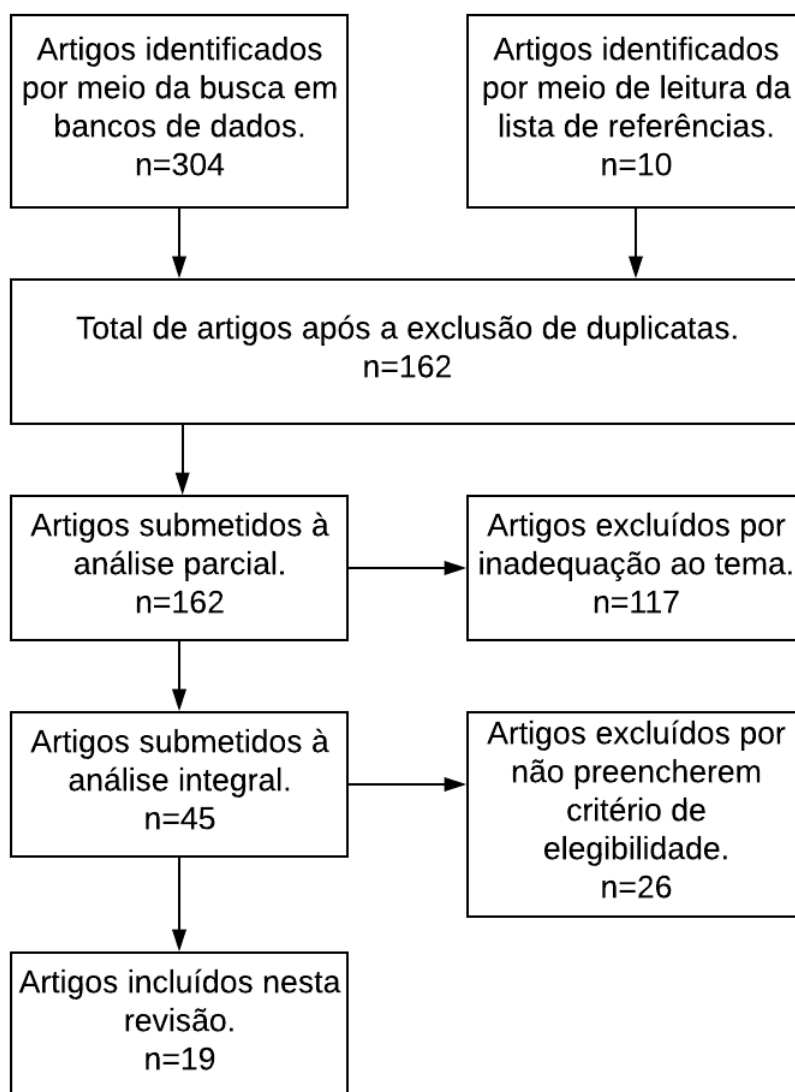 Artigos identificados
por meio da busca em
bancos de dados.
n=304
Artigos identificados
por meio de leitura da
lista de referências.
n=10
Total de artigos após a exclusão de duplicatas.
n=162
Artigos submetidos à
análise parcial.
n=162
Artigos excluídos por
inadequação ao tema.
n=117
Artigos submetidos à
análise integral.
n=45
Artigos excluídos por
não preencherem
critério de
elegibilidade.
n=26
Artigos incluídos nesta
revisão.
n=19